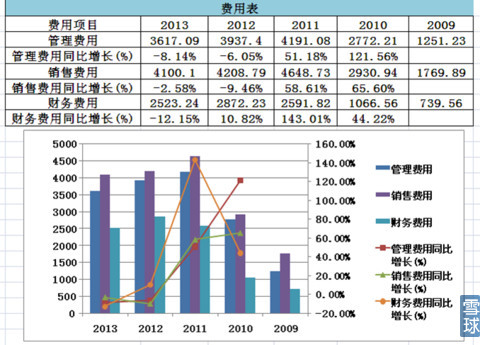 费用表
费用项目 2013 2012 2011 2010 2009
管理费用 3617.09 3937.4 4191.08 2772.21 1251.23
管理费用同比增长(%) -8.14% -6.05% 51.18% 121.56%
销售费用 4100.1 4208.79 4648.73 2930.94 1769.89
销售费用同比增长(%) -2.58% -9.46% 58.61% 65.60%
财务费用 2523.24 2872.23 2591.82 1066.56 739.56
财务费用同比增长(%) -12.15% 10.82% 143.01% 44.22%
5000 160.00%
4500 140.00%
4000 120.00%
3500 100.00%
3000 80.00%
2500 60.00%
2000 40.00%
1500 20.00%
1000 0.00%
500 -20.00%
0
2013 2012 2011 2010 2009
管理费用
销售费用
财务费用
管理费用同比
增长(%)
销售费用同比
增长(%)
财务费用同比
增长(%)
雪球